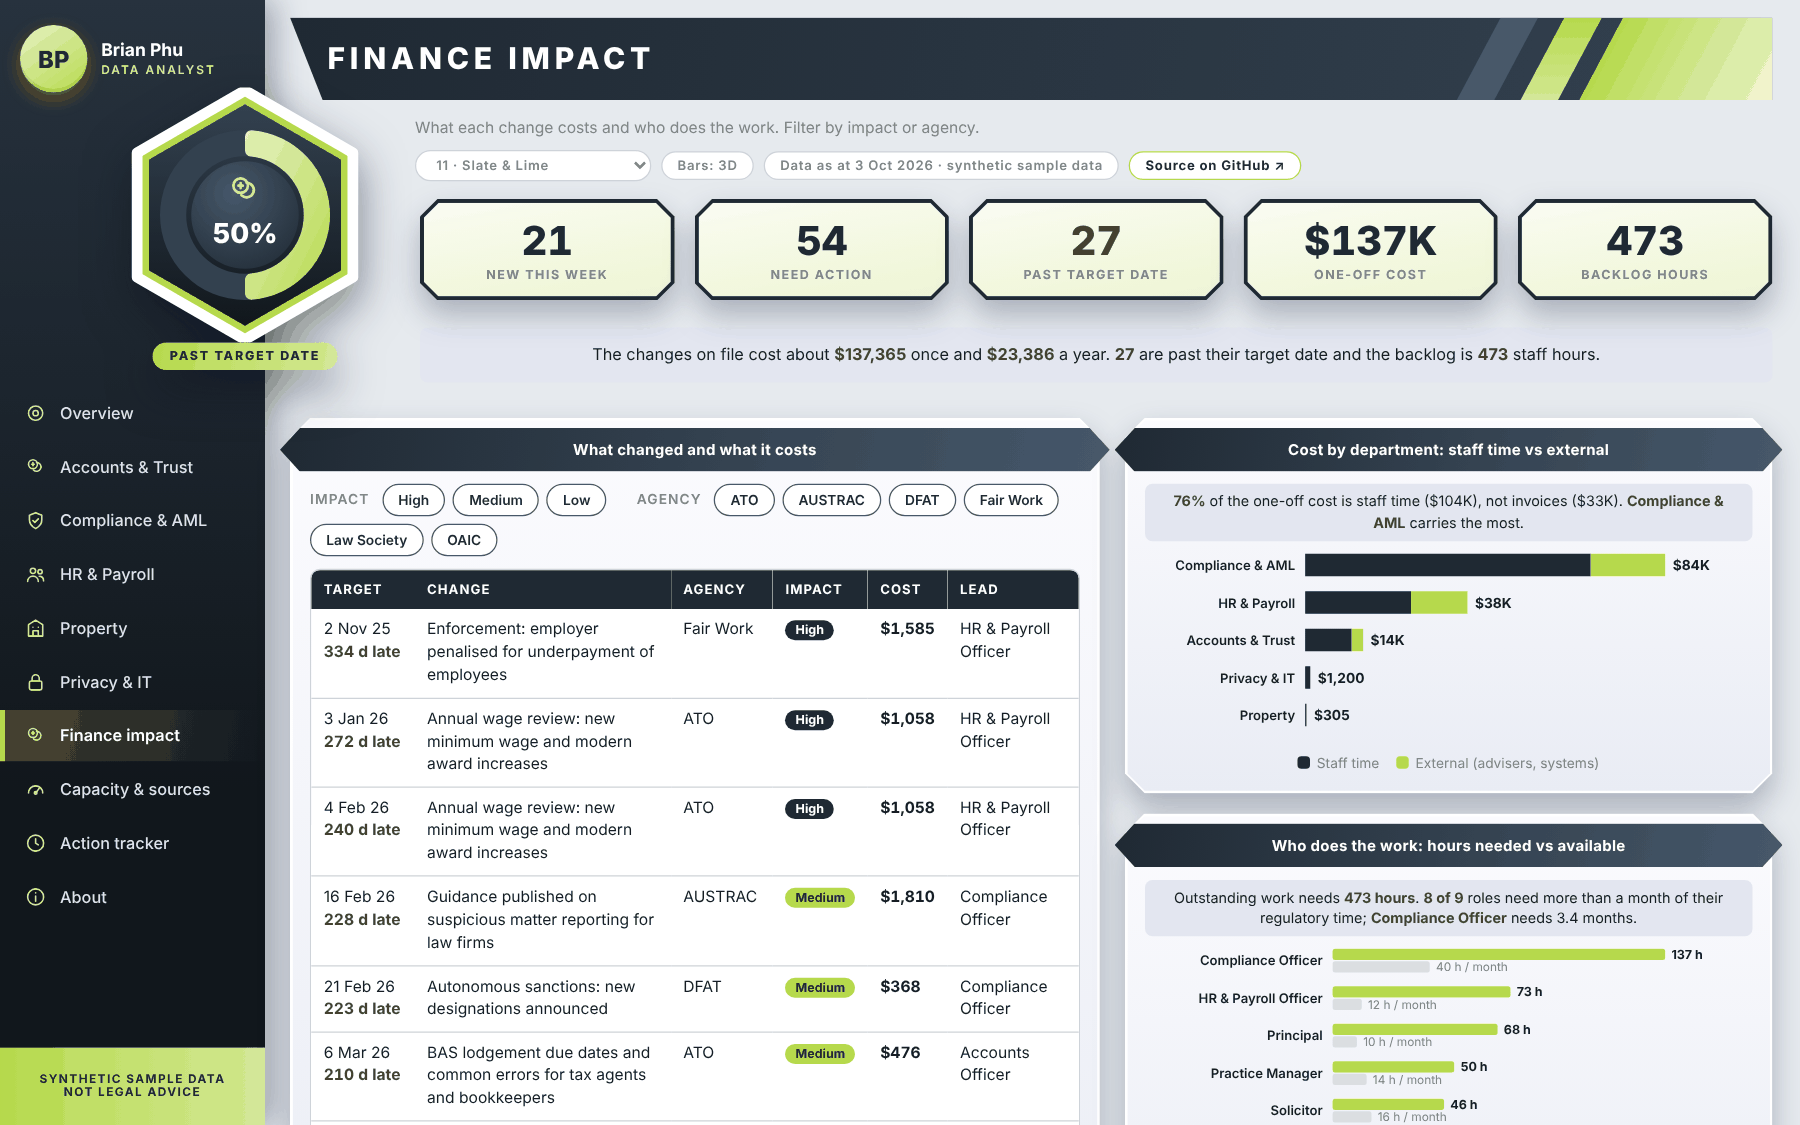 BP
Brian Phu
DATA ANALYST
50%
PAST TARGET DATE
Overview
Accounts & Trust
Compliance & AML
HR & Payroll
Property
Privacy & IT
Finance impact
Capacity & sources
Action tracker
About
SYNTHETIC SAMPLE DATA
NOT LEGAL ADVICE
FINANCE IMPACT
What each change costs and who does the work. Filter by impact or agency.
11 · Slate & Lime
Bars: 3D
Data as at 3 Oct 2026 · synthetic sample data
Source on GitHub ↗
21
NEW THIS WEEK
54
NEED ACTION
27
PAST TARGET DATE
$137K
ONE-OFF COST
473
BACKLOG HOURS
The changes on file cost about $137,365 once and $23,386 a year. 27 are past their target date and the backlog is 473 staff hours.
What changed and what it costs
IMPACT High Medium Low AGENCY ATO AUSTRAC DFAT Fair Work
Law Society OAIC
TARGET CHANGE AGENCY IMPACT COST LEAD
2 Nov 25 Enforcement: employer Fair Work High $1,585 HR & Payroll
334 d late penalised for underpayment of Officer
employees
3 Jan 26 Annual wage review: new ATO High $1,058 HR & Payroll
272 d late minimum wage and modern Officer
award increases
4 Feb 26 Annual wage review: new ATO High $1,058 HR & Payroll
240 d late minimum wage and modern Officer
award increases
16 Feb 26 Guidance published on AUSTRAC Medium $1,810 Compliance
228 d late suspicious matter reporting for Officer
law firms
21 Feb 26 Autonomous sanctions: new DFAT Medium $368 Compliance
223 d late designations announced Officer
6 Mar 26 BAS lodgement due dates and ATO Medium $476 Accounts
210 d late common errors for tax agents Officer
and bookkeepers
Cost by department: staff time vs external
76% of the one-off cost is staff time ($104K), not invoices ($33K). Compliance &
AML carries the most.
Compliance & AML $84K
HR & Payroll $38K
Accounts & Trust $14K
Privacy & IT $1,200
Property $305
Staff time External (advisers, systems)
Who does the work: hours needed vs available
Outstanding work needs 473 hours. 8 of 9 roles need more than a month of their
regulatory time; Compliance Officer needs 3.4 months.
Compliance Officer 137 h
40 h / month
HR & Payroll Officer 73 h
12 h / month
Principal 68 h
10 h / month
Practice Manager 50 h
14 h / month
Solicitor 46 h
16 h / month